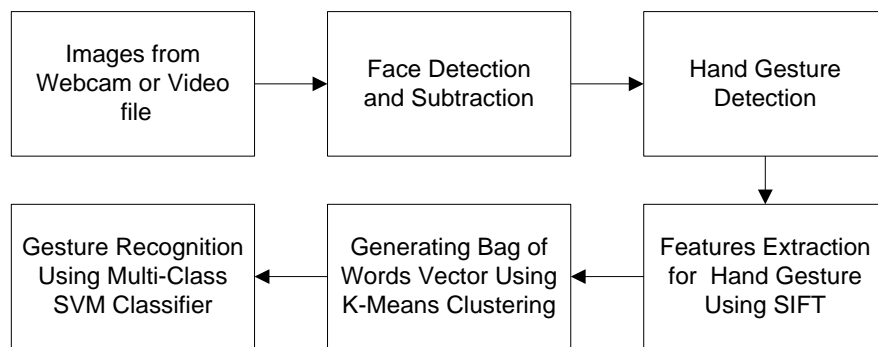 Images from
Webcam or Video
file
Face Detection
and Subtraction
Hand Gesture
Detection
Features Extraction
for Hand Gesture
Using SIFT
Generating Bag of
Words Vector Using
K-Means Clustering
Gesture Recognition
Using Multi-Class
SVM Classifier